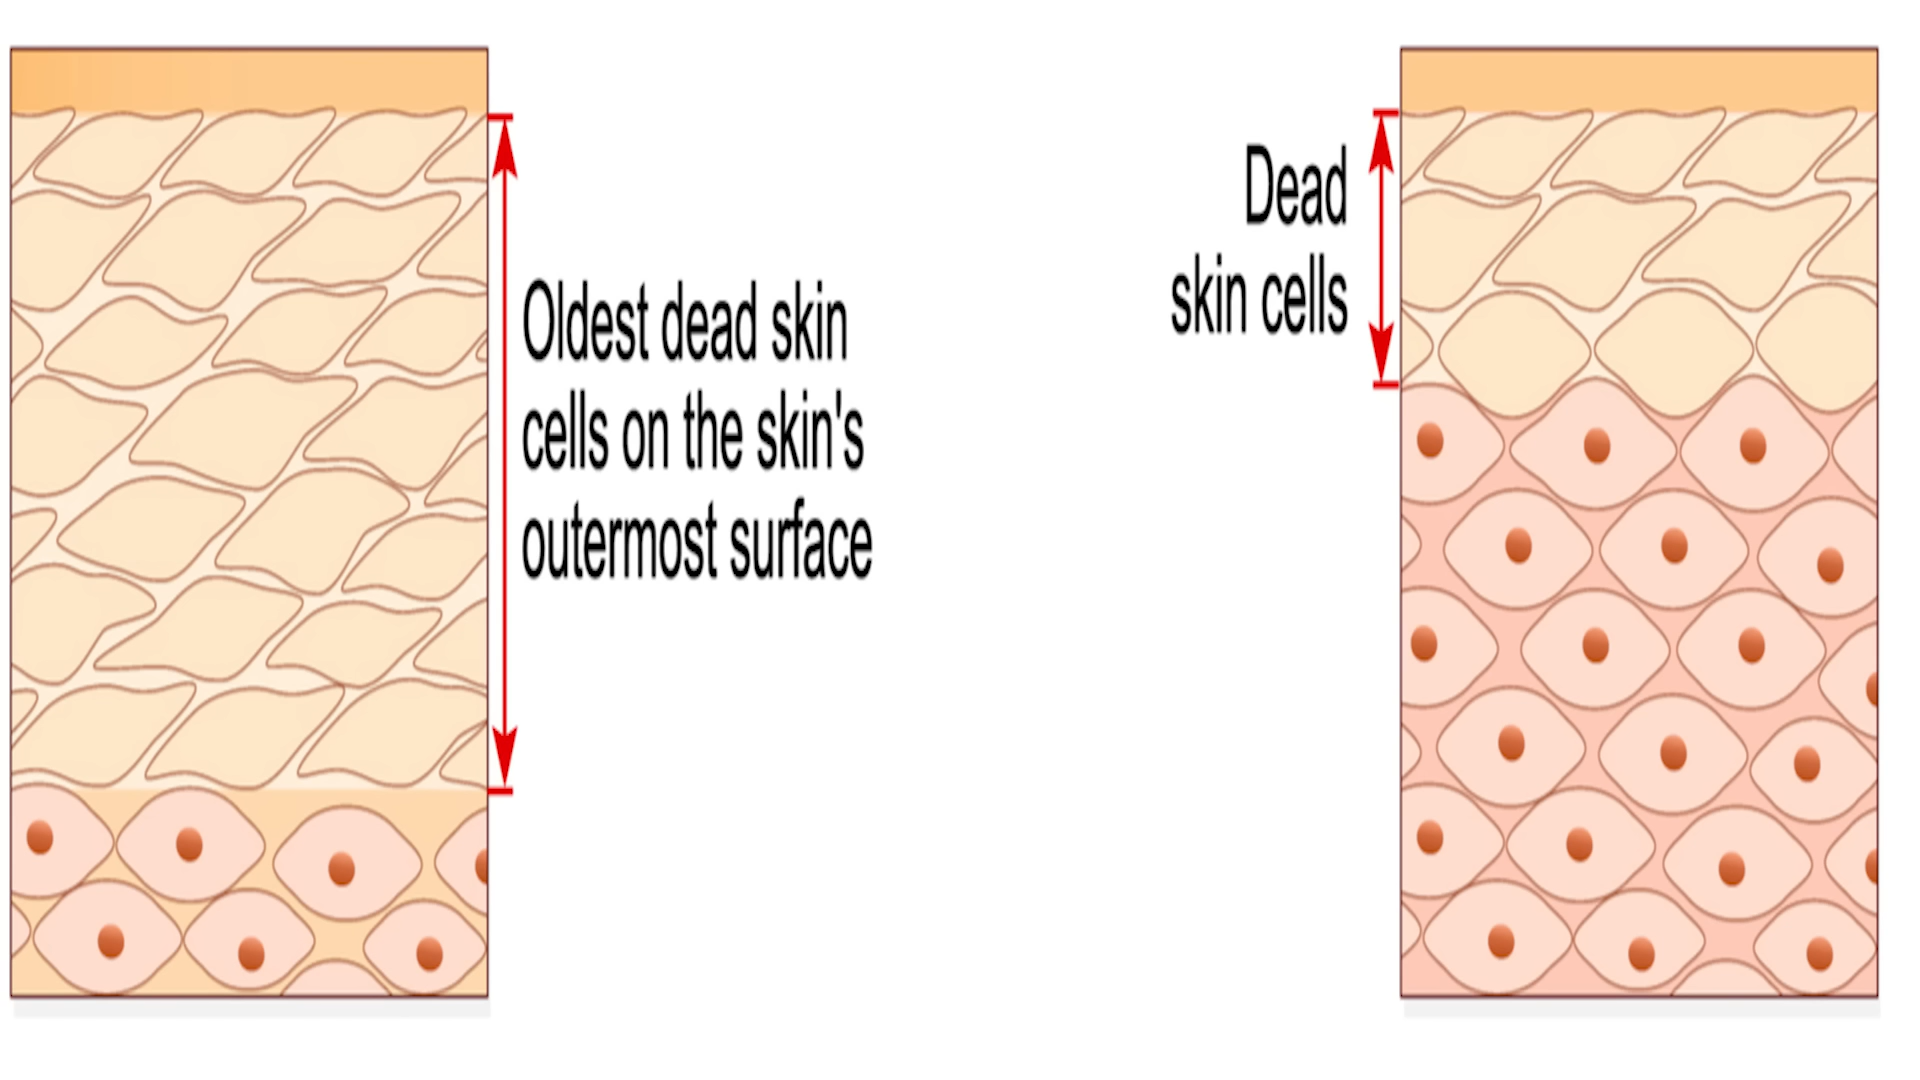 Oldest dead skin
cells on the skin's
outermost surface
Dead
skin cells